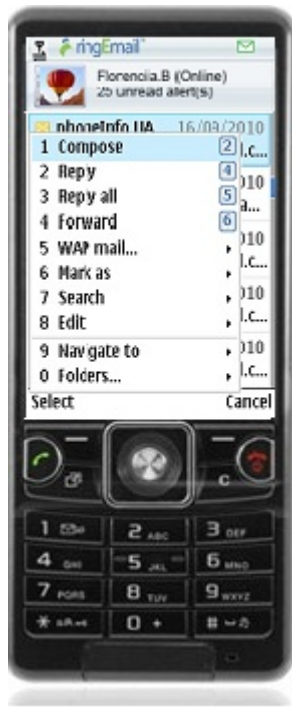 ringEmail
Florencia.B (Online)
25 unread alert(s)
phoneInfo UA 16/03/2010
1 Compose 2
2 Repy 4
3 Repy all 5
4 Forward 6
5 WAP mail...
6 Mark as
7 Search
8 Edit
9 Navigate to
0 Folders...
Select Cancel
C
1 2 ABC 3 DEF
4 GHI 5 JKL 6 MNO
7 PQRS 8 TUV 9 WXYZ
* 0 + #